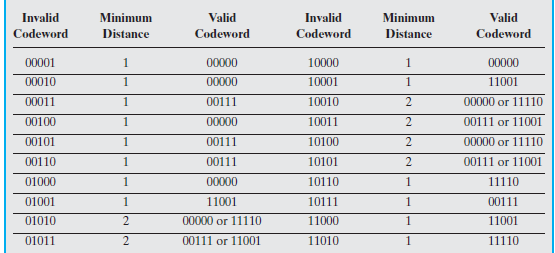 Invalid Minimum Valid Invalid Minimum Valid
Codeword Distance Codeword Codeword Distance Codeword
00001 1 00000 10000 1 00000
00010 1 00000 10001 1 11001
00011 1 00111 10010 2 00000 or 11110
00100 1 00000 10011 2 00111 or 11001
00101 1 00111 10100 2 00000 or 11110
00110 1 00111 10101 2 00111 or 11001
01000 1 00000 10110 1 11110
01001 1 11001 10111 1 00111
01010 2 00000 or 11110 11000 1 11001
01011 2 00111 or 11001 11010 1 11110